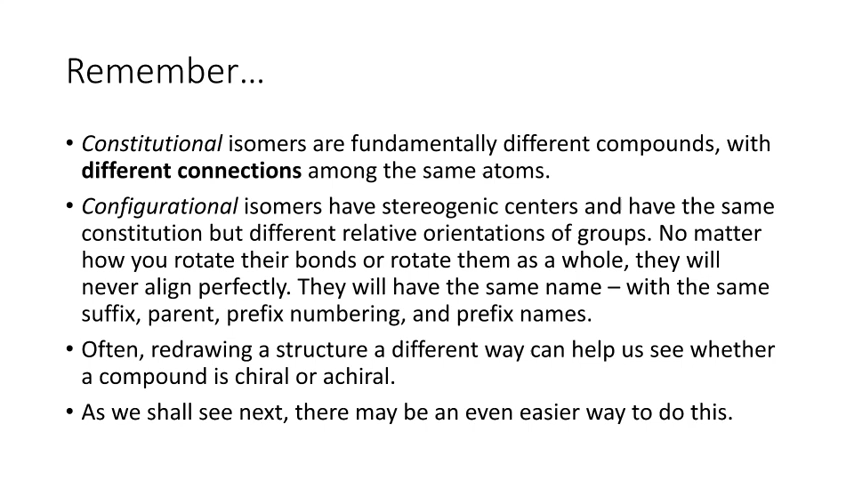 Remember…
• Constitutional isomers are fundamentally different compounds, with
different connections among the same atoms.
• Configurational isomers have stereogenic centers and have the same
constitution but different relative orientations of groups. No matter
how you rotate their bonds or rotate them as a whole, they will
never align perfectly. They will have the same name – with the same
suffix, parent, prefix numbering, and prefix names.
• Often, redrawing a structure a different way can help us see whether
a compound is chiral or achiral.
• As we shall see next, there may be an even easier way to do this.